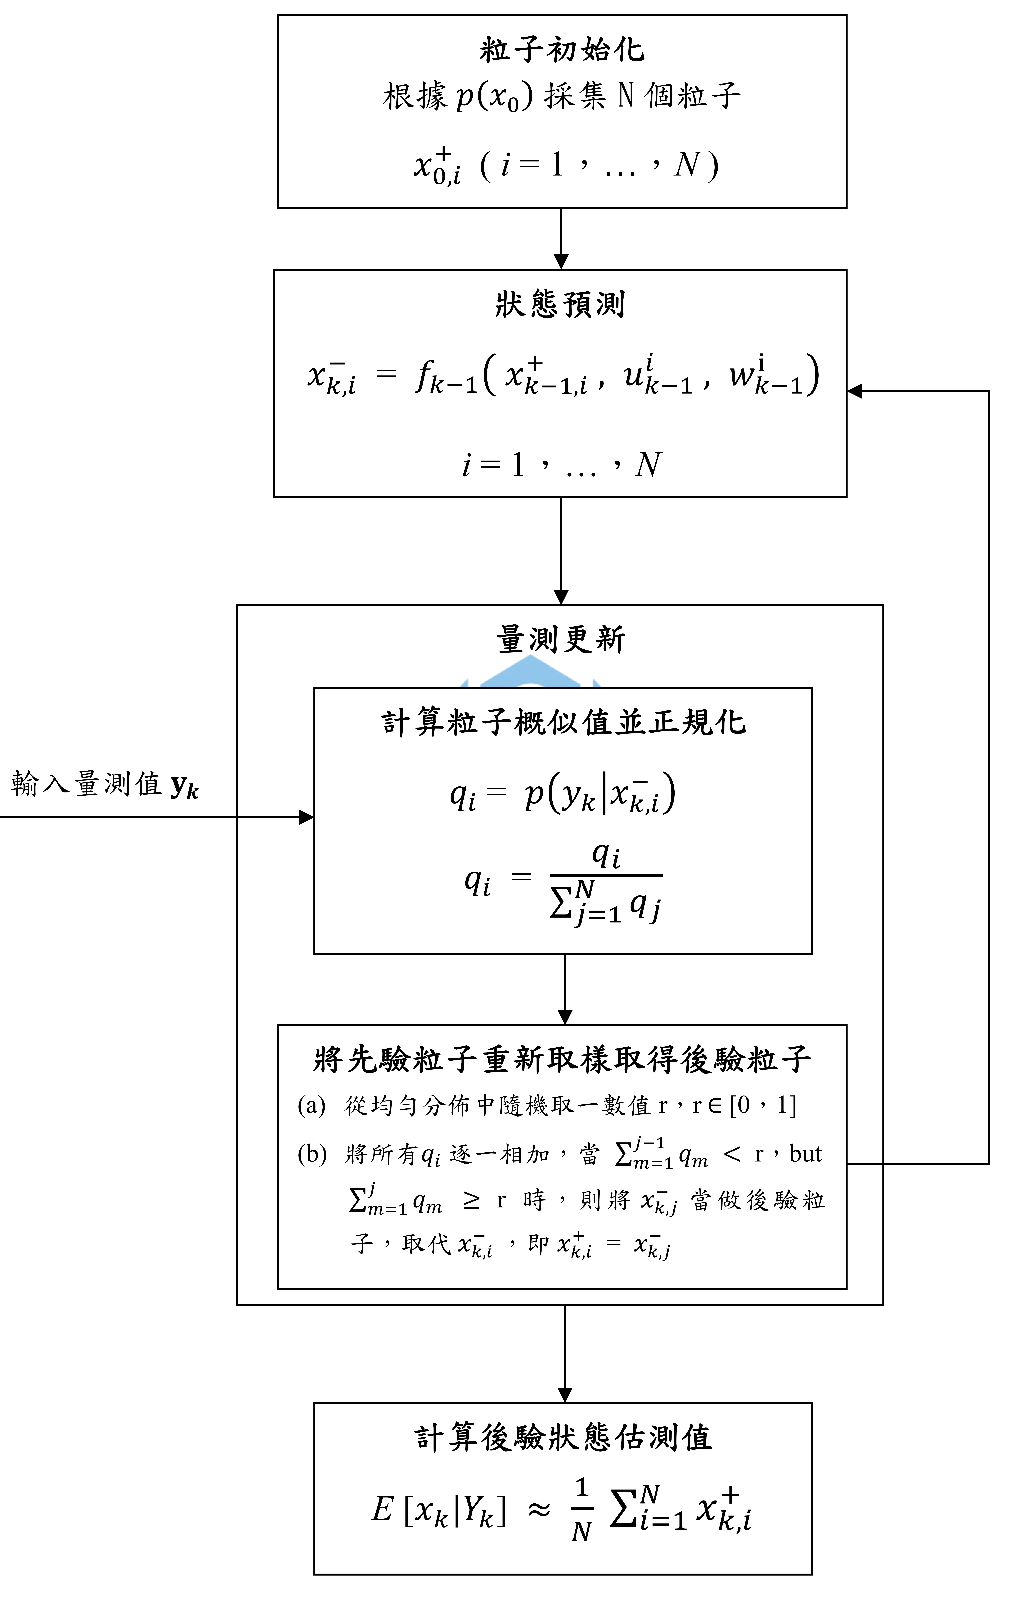 粒子初始化
根據 p(x₀) 採集 N 個粒子
x⁺₀,ᵢ ( i = 1 , … , N )
狀態預測
x⁻ₖ,ᵢ = fₖ₋₁( x⁺ₖ₋₁,ᵢ , uⁱₖ₋₁ , wⁱₖ₋₁)
i = 1 , … , N
量測更新
計算粒子概似值並正規化
輸入量測值 yₖ
qᵢ = p(yₖ|x⁻ₖ,ᵢ)
qᵢ = qᵢ / ∑ᴺⱼ₌₁ qⱼ
將先驗粒子重新取樣取得後驗粒子
(a) 從均勻分佈中隨機取一數值 r,r∈[0,1]
(b) 將所有qᵢ 逐一相加,當 ∑ʲ⁻¹ₘ₌₁ qₘ < r,but
∑ʲₘ₌₁ qₘ ≥ r 時,則將 x⁻ₖ,ⱼ 當做後驗粒
子,取代 x⁻ₖ,ᵢ ,即 x⁺ₖ,ᵢ = x⁻ₖ,ⱼ
計算後驗狀態估測值
E [xₖ|Yₖ] ≈ 1/N ∑ᴺᵢ₌₁ x⁺ₖ,ᵢ